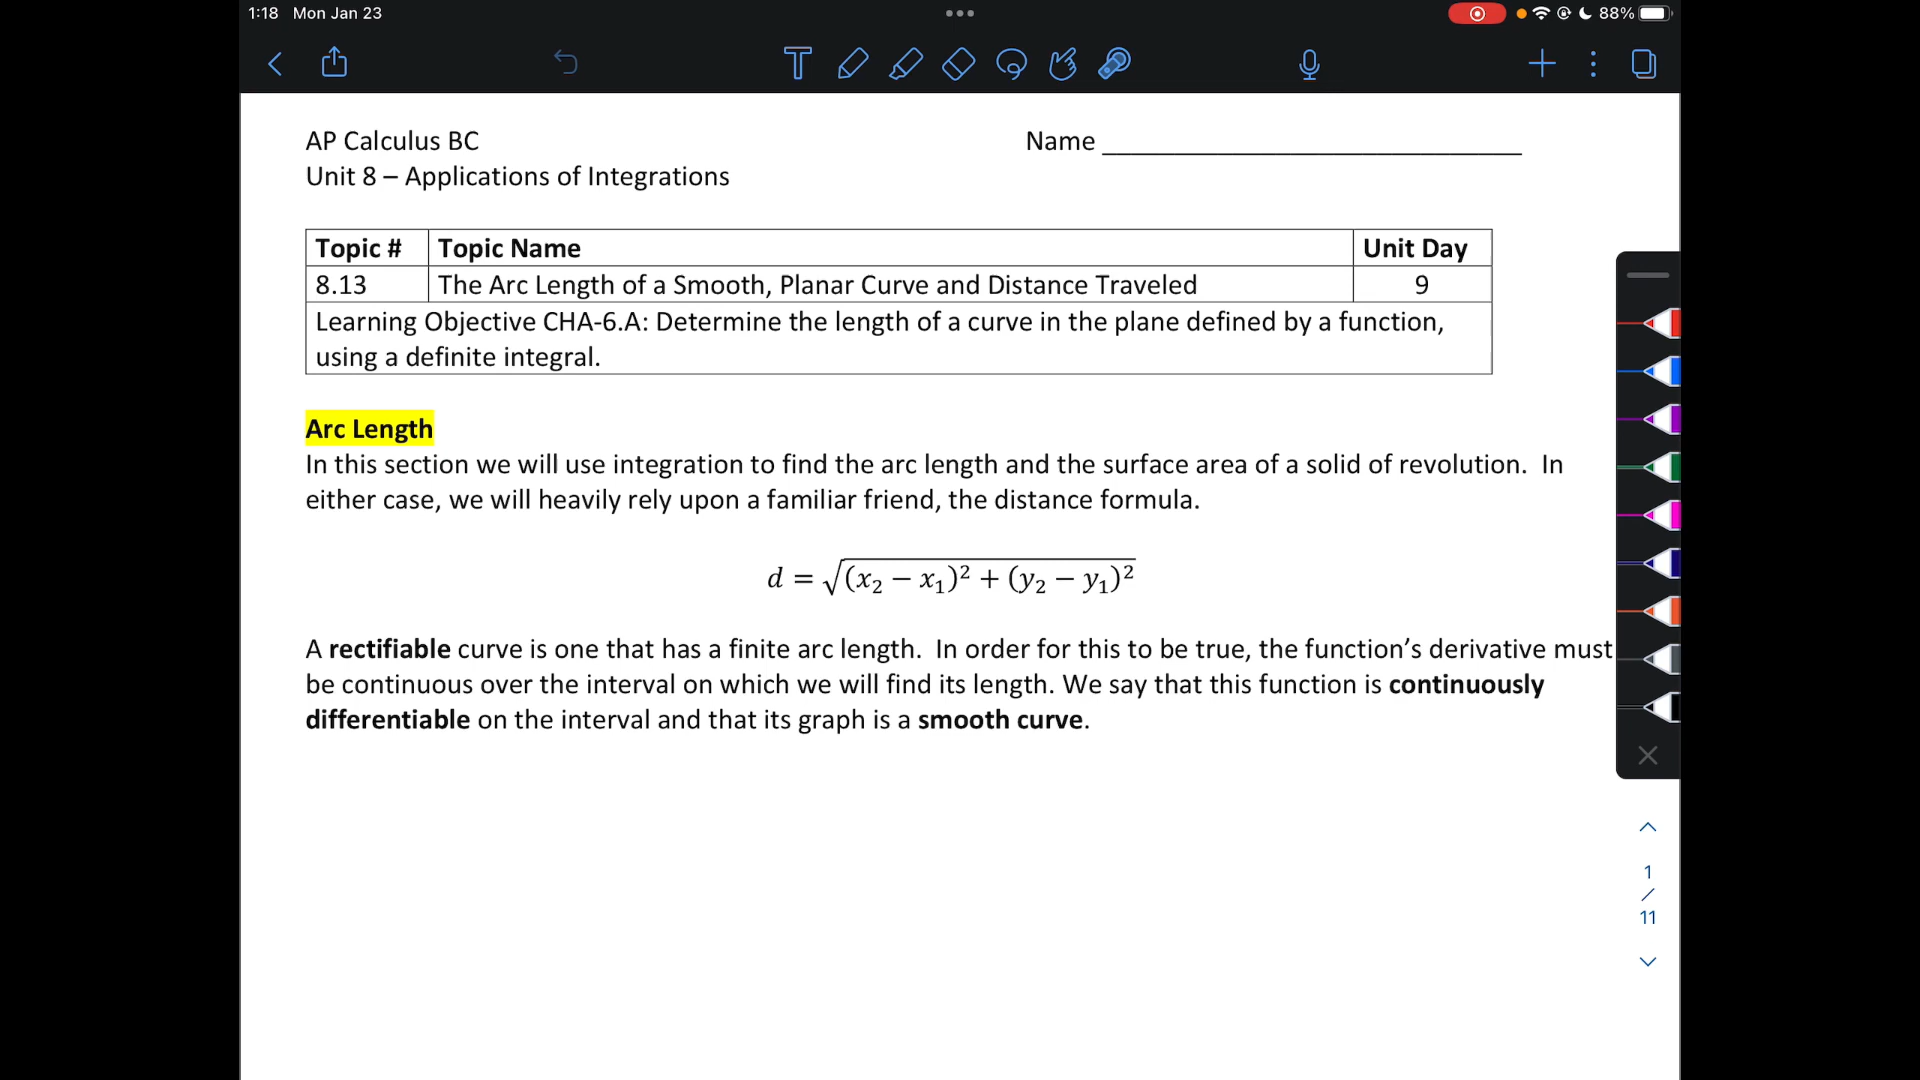 1:18 Mon Jan 23
88%
AP Calculus BC
Name ______________________________
Unit 8 – Applications of Integrations
Topic # Topic Name Unit Day
8.13 The Arc Length of a Smooth, Planar Curve and Distance Traveled 9
Learning Objective CHA-6.A: Determine the length of a curve in the plane defined by a function,
using a definite integral.
Arc Length
In this section we will use integration to find the arc length and the surface area of a solid of revolution. In
either case, we will heavily rely upon a familiar friend, the distance formula.
d = √(x₂ − x₁)² + (y₂ − y₁)²
A rectifiable curve is one that has a finite arc length. In order for this to be true, the function’s derivative must
be continuous over the interval on which we will find its length. We say that this function is continuously
differentiable on the interval and that its graph is a smooth curve.
1
/
11